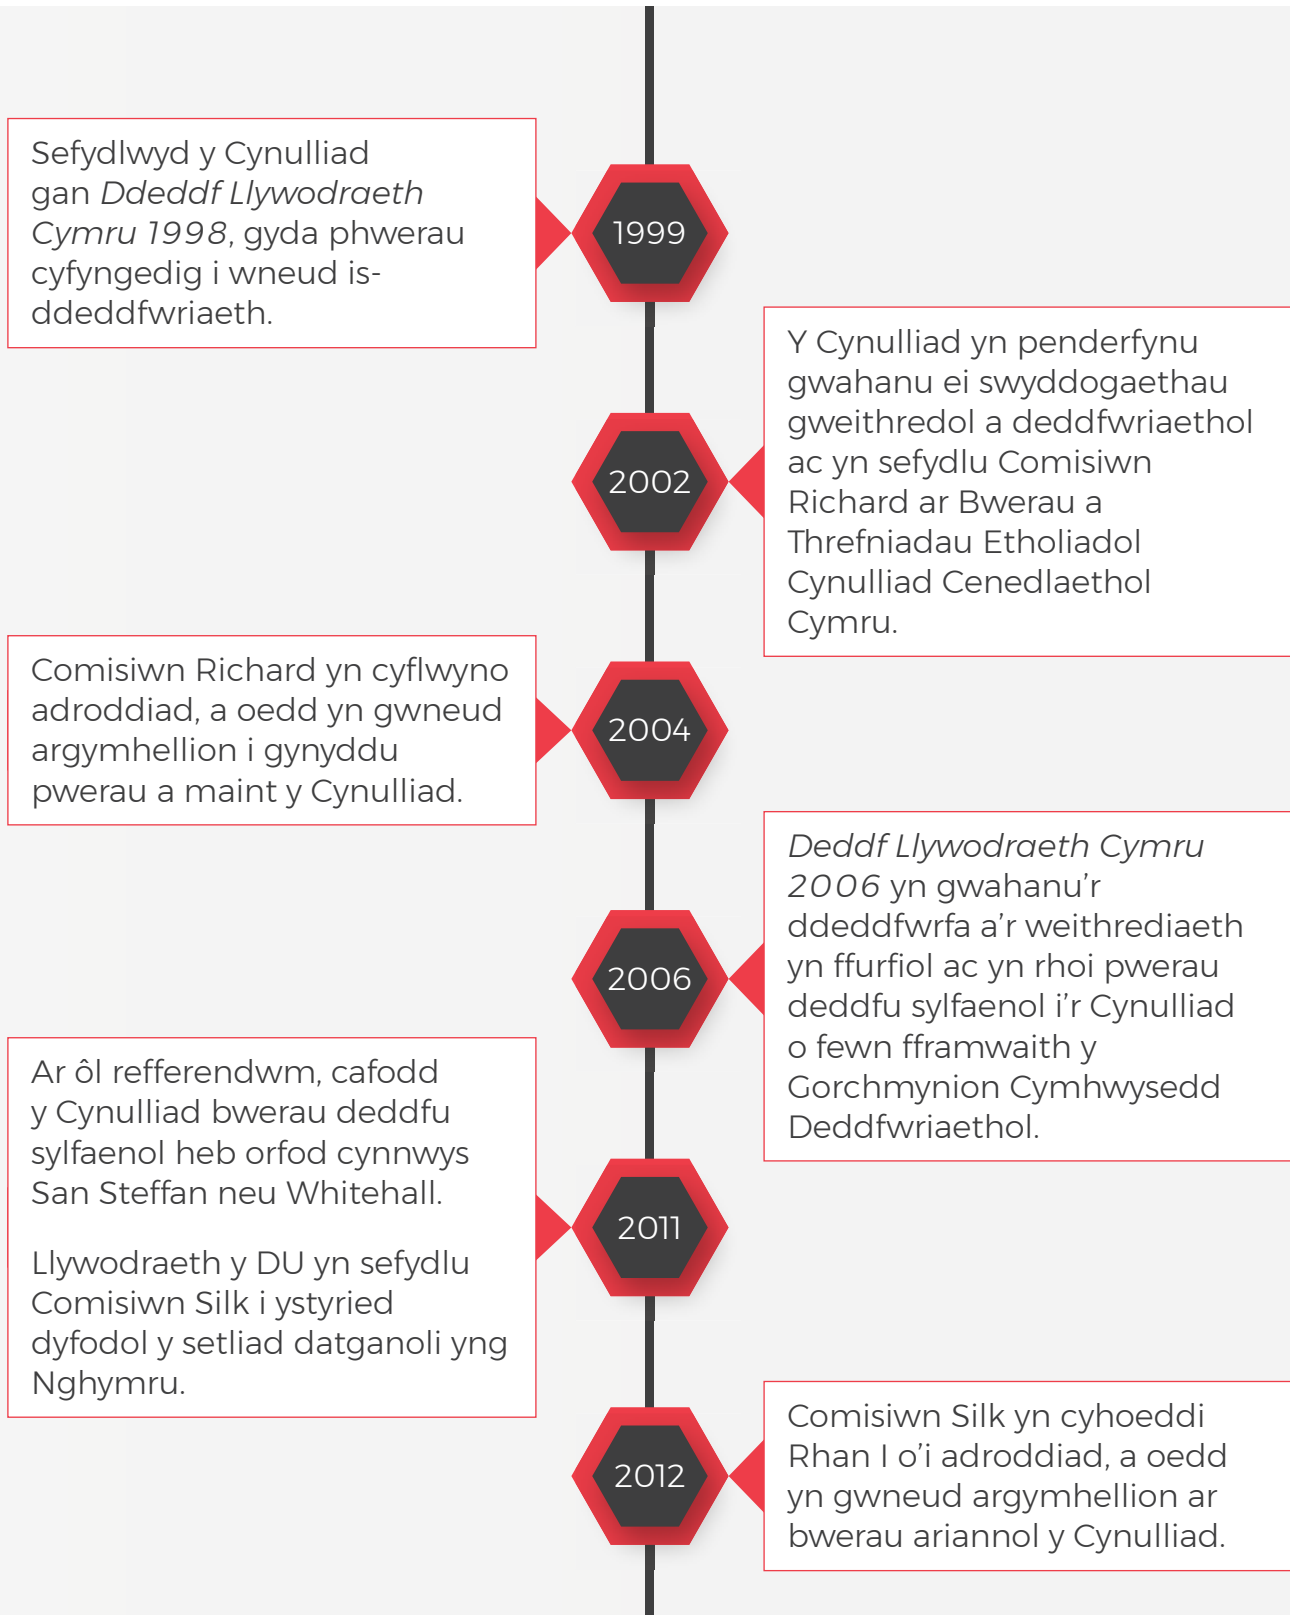 Sefydlwyd y Cynulliad
gan Ddeddf Llywodraeth
Cymru 1998, gyda phwerau
cyfyngedig i wneud is-
ddeddfwriaeth.
1999
Y Cynulliad yn penderfynu
gwahanu ei swyddogaethau
gweithredol a deddfwriaethol
ac yn sefydlu Comisiwn
Richard ar Bwerau a
Threfniadau Etholiadol
Cynulliad Cenedlaethol
Cymru.
2002
Comisiwn Richard yn cyflwyno
adroddiad, a oedd yn gwneud
argymhellion i gynyddu
pwerau a maint y Cynulliad.
2004
Deddf Llywodraeth Cymru
2006 yn gwahanu’r
ddeddfwrfa a’r weithrediaeth
yn ffurfiol ac yn rhoi pwerau
deddfu sylfaenol i’r Cynulliad
o fewn fframwaith y
Gorchmynion Cymhwysedd
Deddfwriaethol.
2006
Ar ôl refferendwm, cafodd
y Cynulliad bwerau deddfu
sylfaenol heb orfod cynnwys
San Steffan neu Whitehall.
Llywodraeth y DU yn sefydlu
Comisiwn Silk i ystyried
dyfodol y setliad datganoli yng
Nghymru.
2011
Comisiwn Silk yn cyhoeddi
Rhan I o’i adroddiad, a oedd
yn gwneud argymhellion ar
bwerau ariannol y Cynulliad.
2012